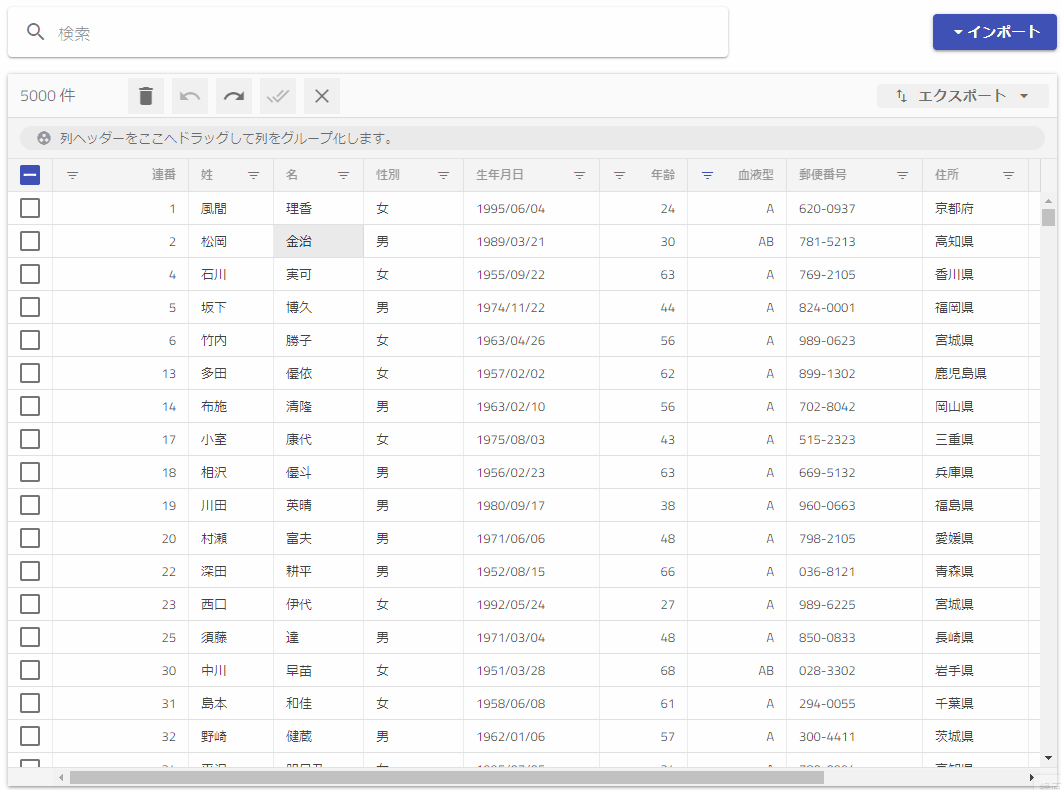 検索
インポート
5000 件
エクスポート
列ヘッダーをここへドラッグして列をグループ化します。
連番 姓 名 性別 生年月日 年齢 血液型 郵便番号 住所
1 風間 理香 女 1995/06/04 24 A 620-0937 京都府
2 松岡 金治 男 1989/03/21 30 AB 781-5213 高知県
4 石川 実可 女 1955/09/22 63 A 769-2105 香川県
5 坂下 博久 男 1974/11/22 44 A 824-0001 福岡県
6 竹内 勝子 女 1963/04/26 56 A 989-0623 宮城県
13 多田 優依 女 1957/02/02 62 A 899-1302 鹿児島県
14 布施 清隆 男 1963/02/10 56 A 702-8042 岡山県
17 小室 康代 女 1975/08/03 43 A 515-2323 三重県
18 相沢 優斗 男 1956/02/23 63 A 669-5132 兵庫県
19 川田 英晴 男 1980/09/17 38 A 960-0663 福島県
20 村瀬 富夫 男 1971/06/06 48 A 798-2105 愛媛県
22 深田 耕平 男 1952/08/15 66 A 036-8121 青森県
23 西口 伊代 女 1992/05/24 27 A 989-6225 宮城県
25 須藤 達 男 1971/03/04 48 A 850-0833 長崎県
30 中川 早苗 女 1951/03/28 68 AB 028-3302 岩手県
31 島本 和佳 女 1958/06/08 61 A 294-0055 千葉県
32 野崎 健蔵 男 1962/01/06 57 A 300-4411 茨城県